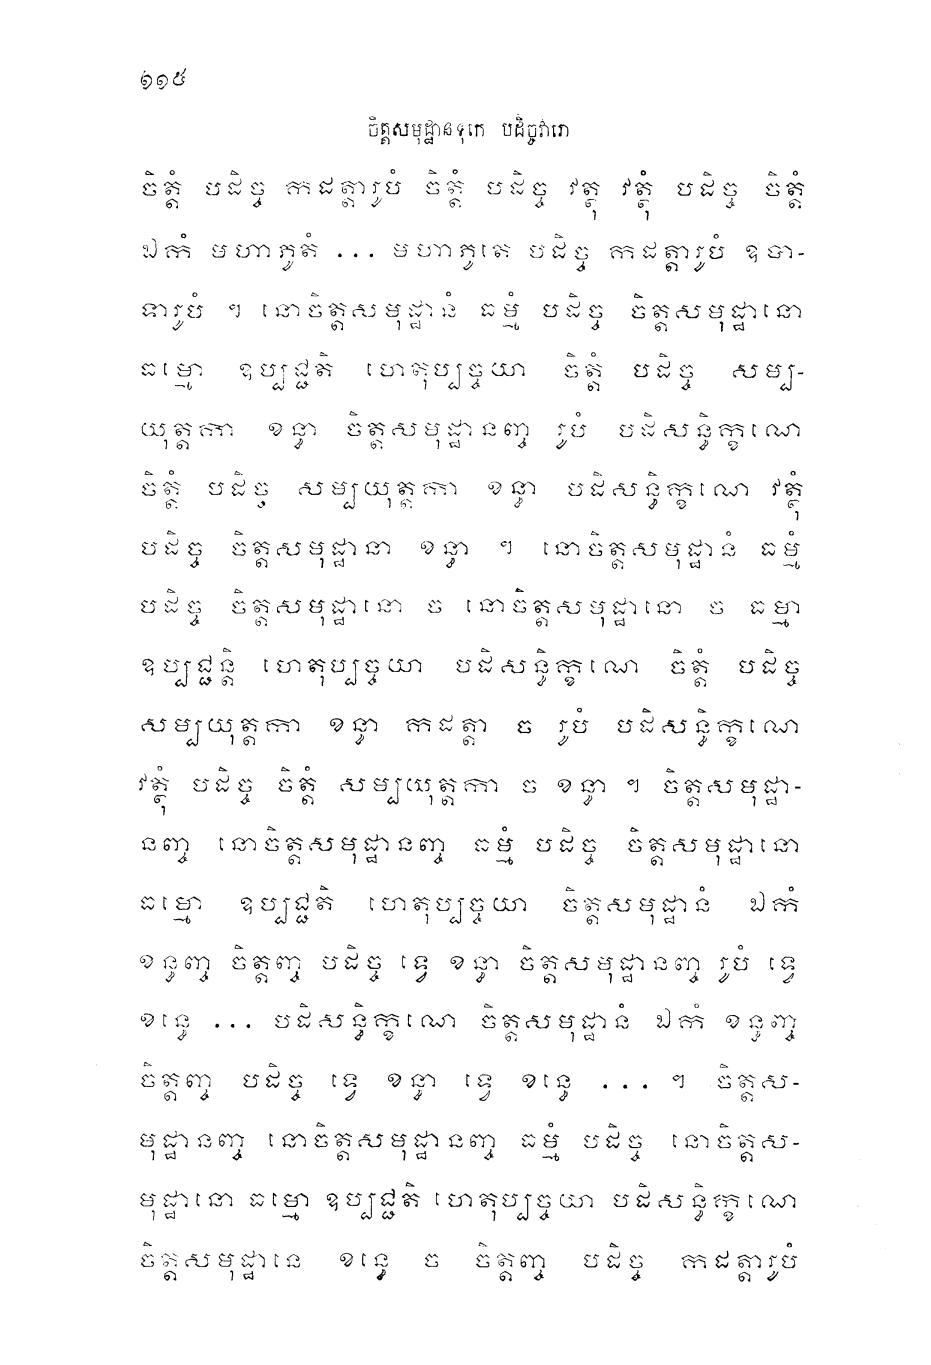 ១១៥
ចិត្តសមុដ្ឋានទុកេ បដិច្ចវារោ
ចិត្តំ បដិច្ច កដត្តារូបំ ចិត្តំ បដិច្ច វត្ថុ វត្ថុំ បដិច្ច ចិត្តំ
ឯកំ មហាភូតំ ... មហាភូតេ បដិច្ច កដត្តារូបំ ឧបា-
ទារូបំ ។ នោចិត្តសមុដ្ឋានំ ធម្មំ បដិច្ច ចិត្តសមុដ្ឋានោ
ធម្មោ ឧប្បជ្ជតិ ហេតុប្បច្ចយា ចិត្តំ បដិច្ច សម្ប-
យុត្តកា ខន្ធា ចិត្តសមុដ្ឋានញ្ច រូបំ បដិសន្ធិក្ខណេ
ចិត្តំ បដិច្ច សម្បយុត្តកា ខន្ធា បដិសន្ធិក្ខណេ វត្ថុំ
បដិច្ច ចិត្តសមុដ្ឋានា ខន្ធា ។ នោចិត្តសមុដ្ឋានំ ធម្មំ
បដិច្ច ចិត្តសមុដ្ឋានោ ច នោចិត្តសមុដ្ឋានោ ច ធម្មា
ឧប្បជ្ជន្តិ ហេតុប្បច្ចយា បដិសន្ធិក្ខណេ ចិត្តំ បដិច្ច
សម្បយុត្តកា ខន្ធា កដត្តា ច រូបំ បដិសន្ធិក្ខណេ
វត្ថុំ បដិច្ច ចិត្តំ សម្បយុត្តកា ច ខន្ធា ។ ចិត្តសមុដ្ឋា-
នញ្ច នោចិត្តសមុដ្ឋានញ្ច ធម្មំ បដិច្ច ចិត្តសមុដ្ឋានោ
ធម្មោ ឧប្បជ្ជតិ ហេតុប្បច្ចយា ចិត្តសមុដ្ឋានំ ឯកំ
ខន្ធញ្ច ចិត្តញ្ច បដិច្ច ទ្វេ ខន្ធា ចិត្តសមុដ្ឋានញ្ច រូបំ ទ្វេ
ខន្ធេ ... បដិសន្ធិក្ខណេ ចិត្តសមុដ្ឋានំ ឯកំ ខន្ធញ្ច
ចិត្តញ្ច បដិច្ច ទ្វេ ខន្ធា ទ្វេ ខន្ធេ ... ។ ចិត្តស-
មុដ្ឋានញ្ច នោចិត្តសមុដ្ឋានញ្ច ធម្មំ បដិច្ច នោចិត្តស-
មុដ្ឋានោ ធម្មោ ឧប្បជ្ជតិ ហេតុប្បច្ចយា បដិសន្ធិក្ខណេ
ចិត្តសមុដ្ឋានេ ខន្ធេ ច ចិត្តញ្ច បដិច្ច កដត្តារូបំ